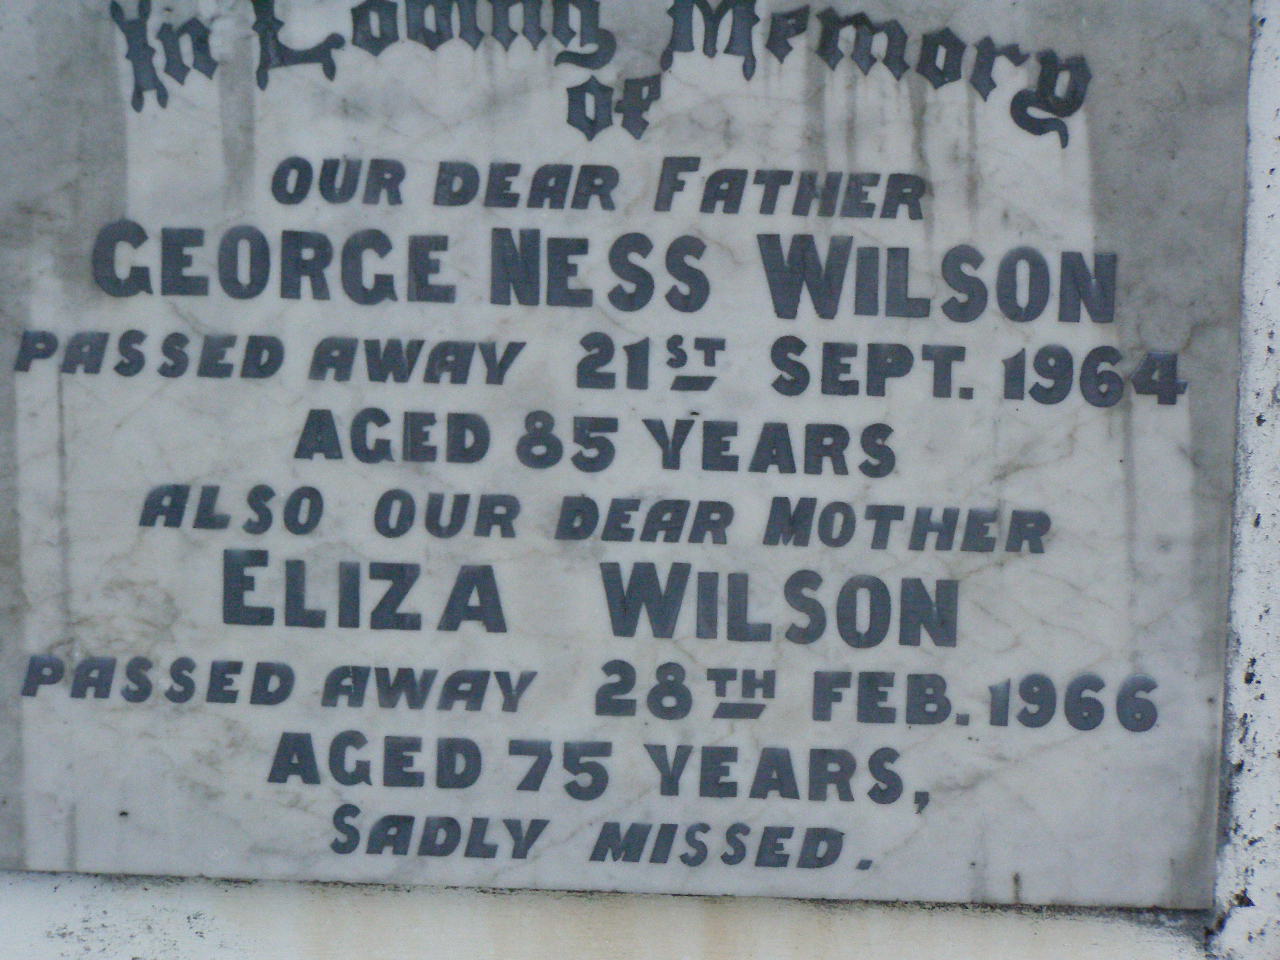 In Loving Memory
of
OUR DEAR FATHER
GEORGE NESS WILSON
PASSED AWAY 21ST SEPT. 1964
AGED 85 YEARS
ALSO OUR DEAR MOTHER
ELIZA WILSON
PASSED AWAY 28TH FEB. 1966
AGED 75 YEARS,
SADLY MISSED.